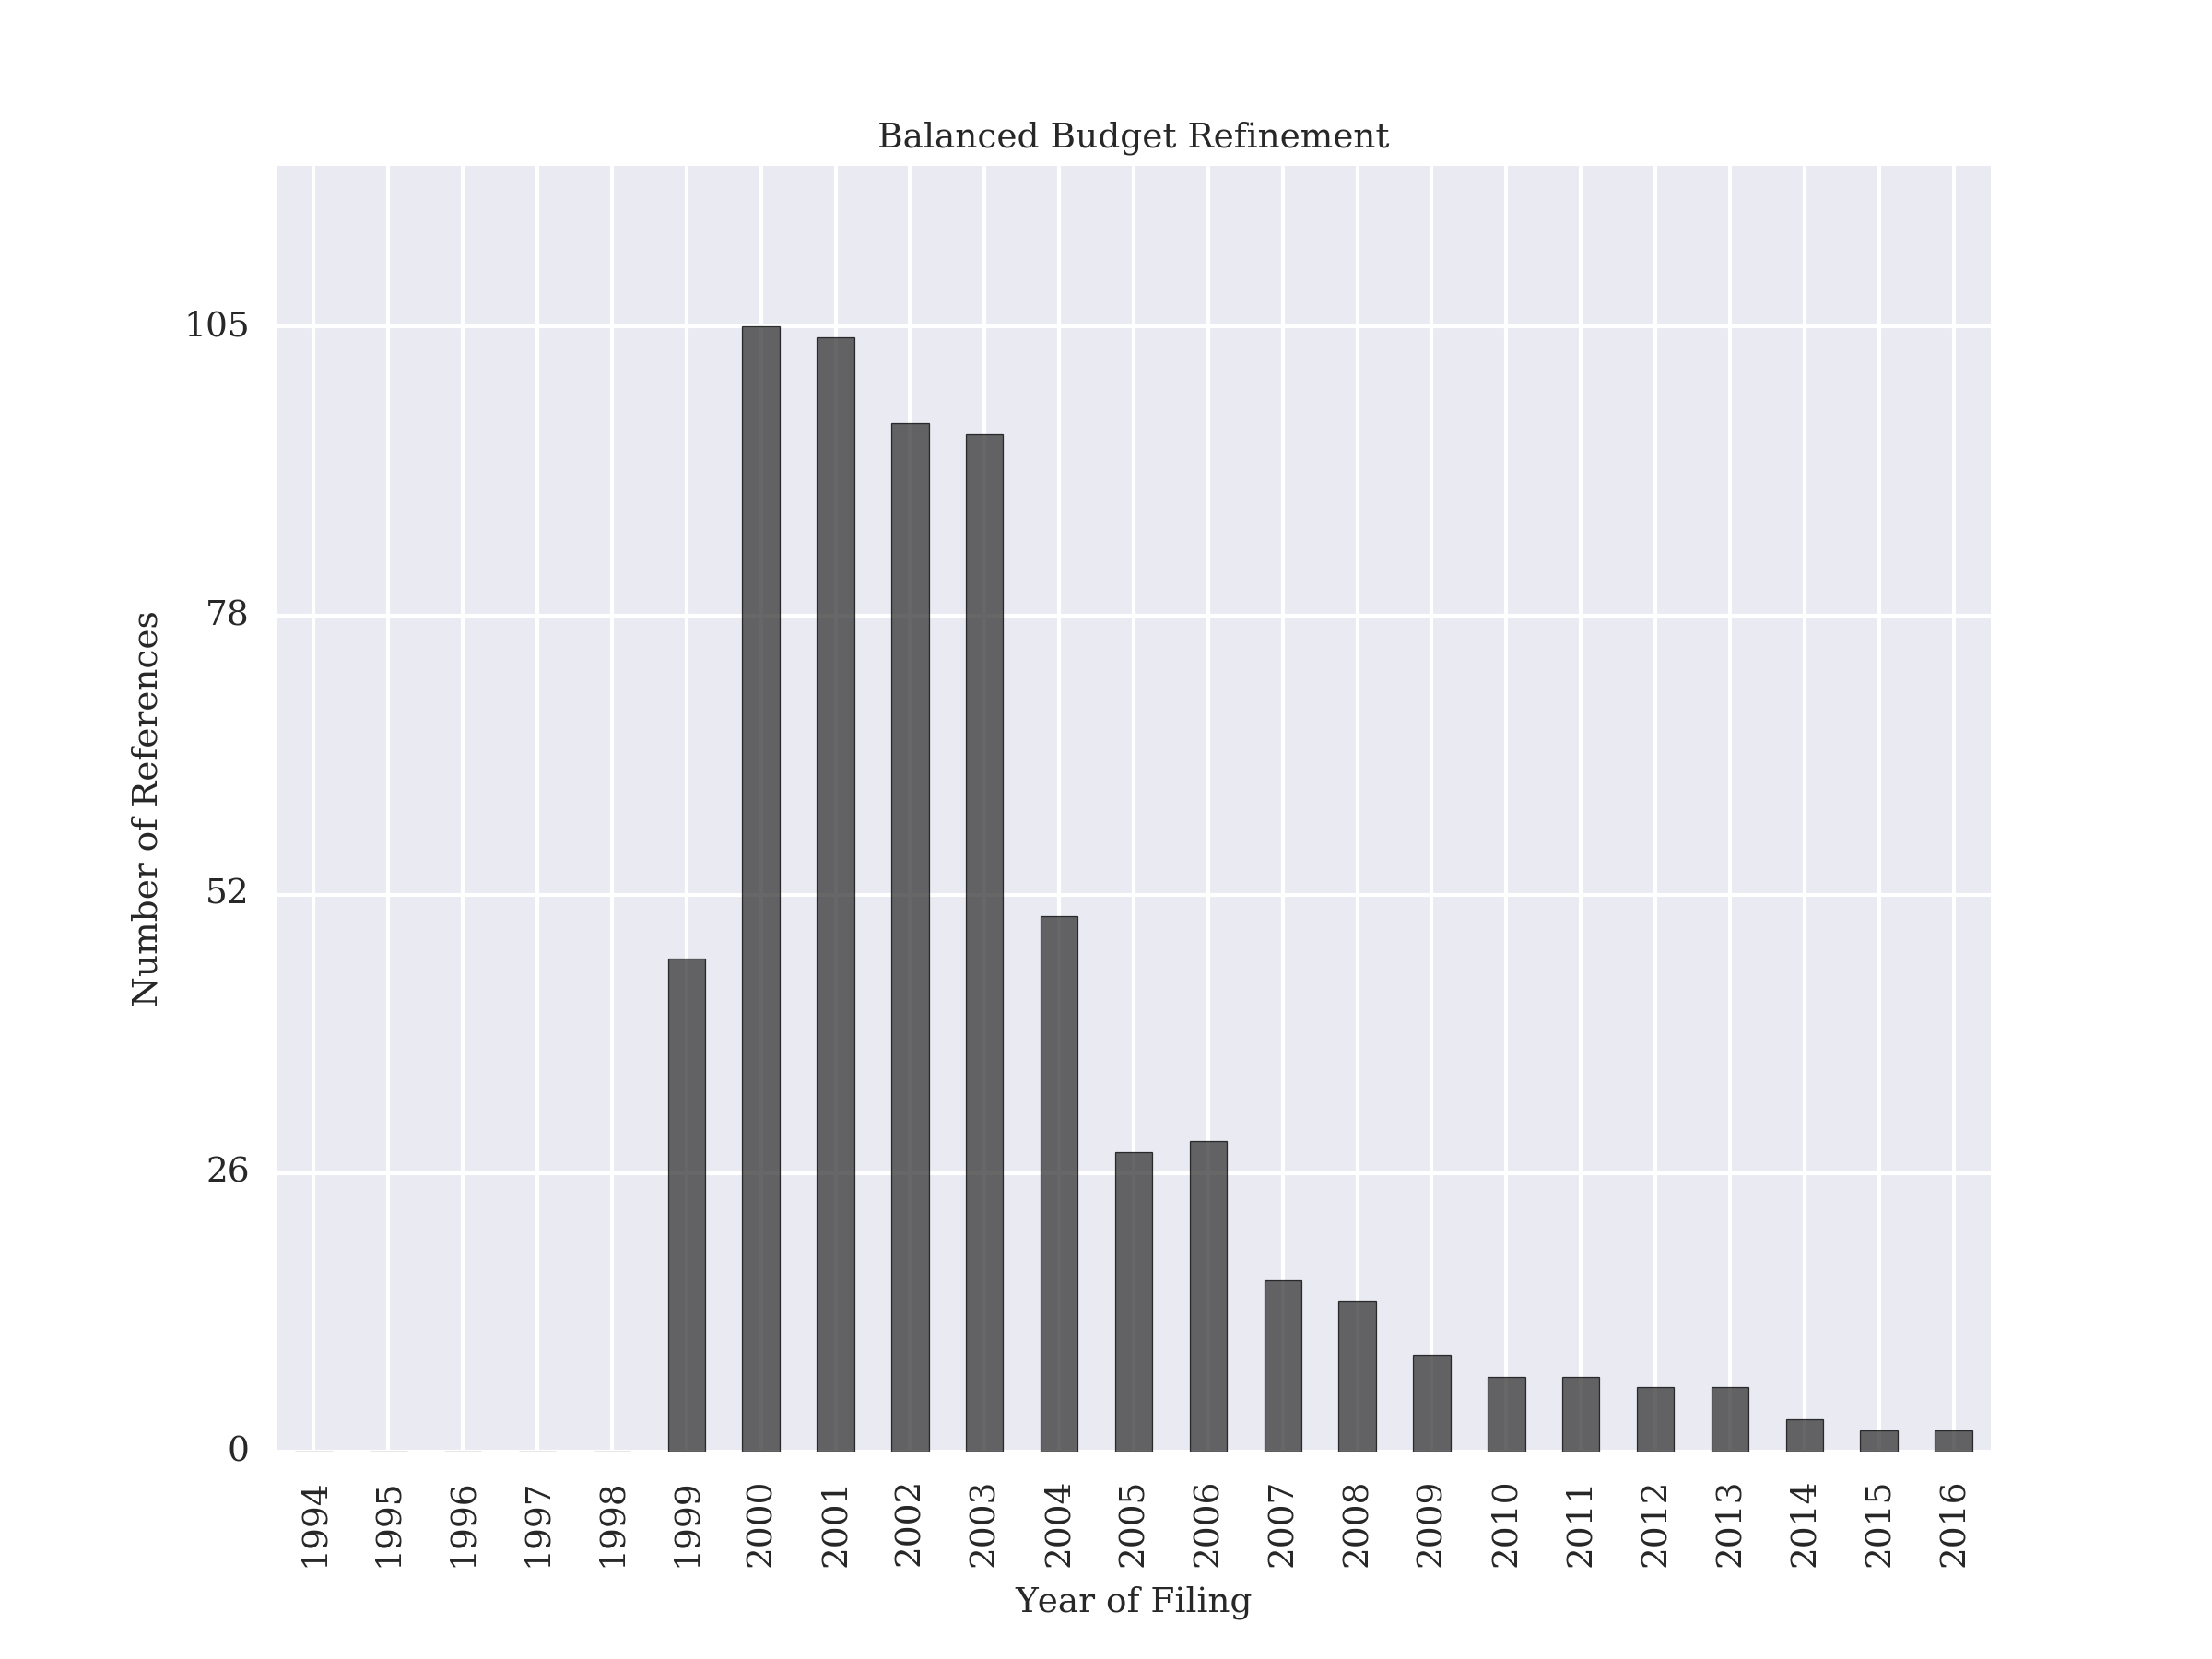 Balanced Budget Refinement
Number of References
105
78
52
26
0
1994 1995 1996 1997 1998 1999 2000 2001 2002 2003 2004 2005 2006 2007 2008 2009 2010 2011 2012 2013 2014 2015 2016
Year of Filing